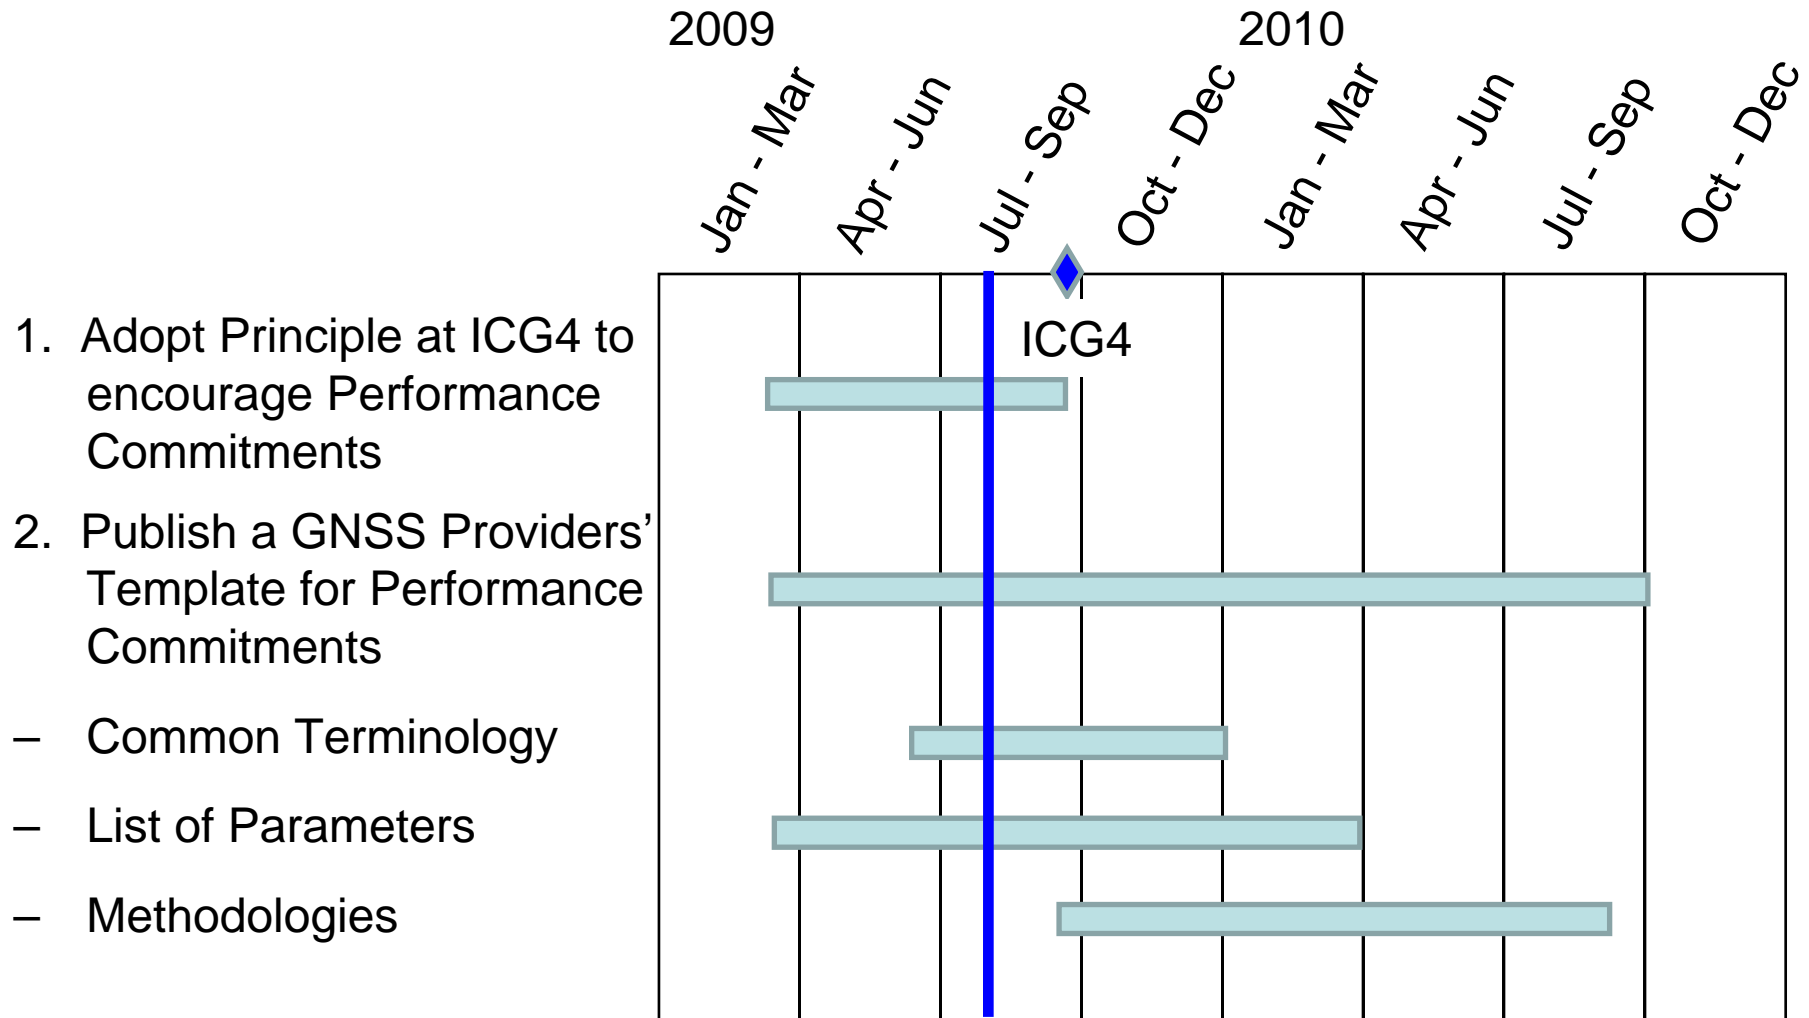 2009 2010
Jan - Mar Apr - Jun Jul - Sep Oct - Dec Jan - Mar Apr - Jun Jul - Sep Oct - Dec
ICG4
1. Adopt Principle at ICG4 to
encourage Performance
Commitments
2. Publish a GNSS Providers’
Template for Performance
Commitments
– Common Terminology
– List of Parameters
– Methodologies